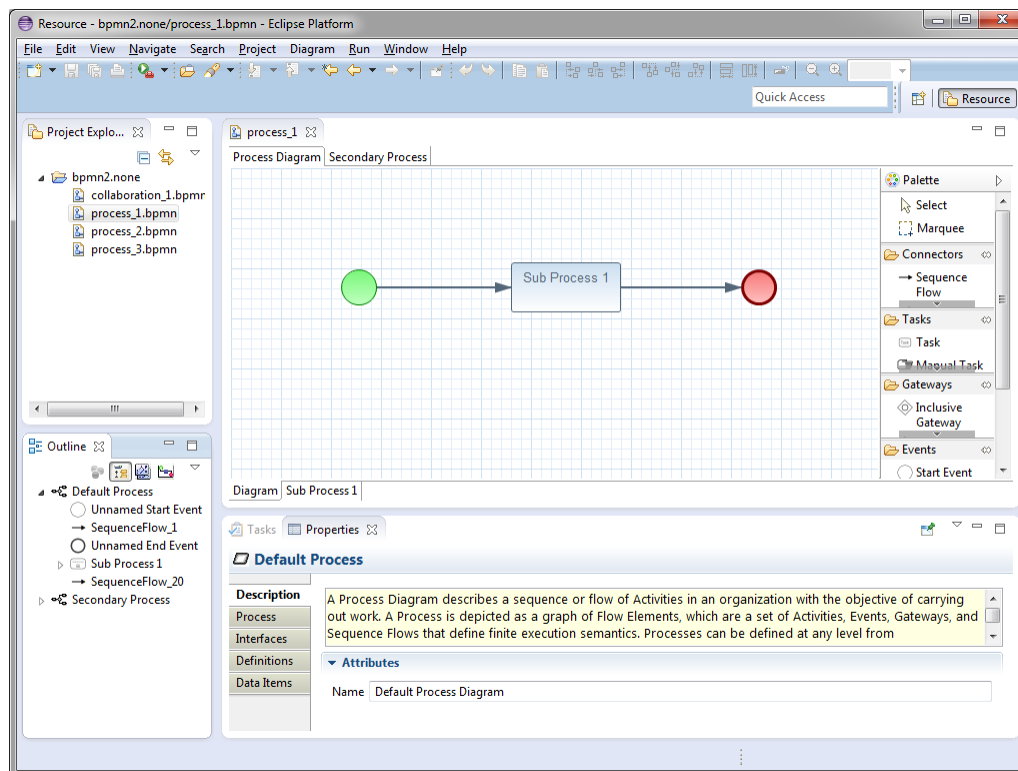 Resource - bpmn2.none/process_1.bpmn - Eclipse Platform
File Edit View Navigate Search Project Diagram Run Window Help
Quick Access
Resource
Project Explo...
bpmn2.none
collaboration_1.bpmn
process_1.bpmn
process_2.bpmn
process_3.bpmn
process_1
Process Diagram Secondary Process
Sub Process 1
Palette
Select
Marquee
Connectors
Sequence
Flow
Tasks
Task
Manual Task
Gateways
Inclusive
Gateway
Events
Start Event
Diagram Sub Process 1
Outline
Default Process
Unnamed Start Event
SequenceFlow_1
Unnamed End Event
Sub Process 1
SequenceFlow_20
Secondary Process
Tasks Properties
Default Process
Description
Process
Interfaces
Definitions
Data Items
A Process Diagram describes a sequence or flow of Activities in an organization with the objective of carrying
out work. A Process is depicted as a graph of Flow Elements, which are a set of Activities, Events, Gateways, and
Sequence Flows that define finite execution semantics. Processes can be defined at any level from
Attributes
Name Default Process Diagram